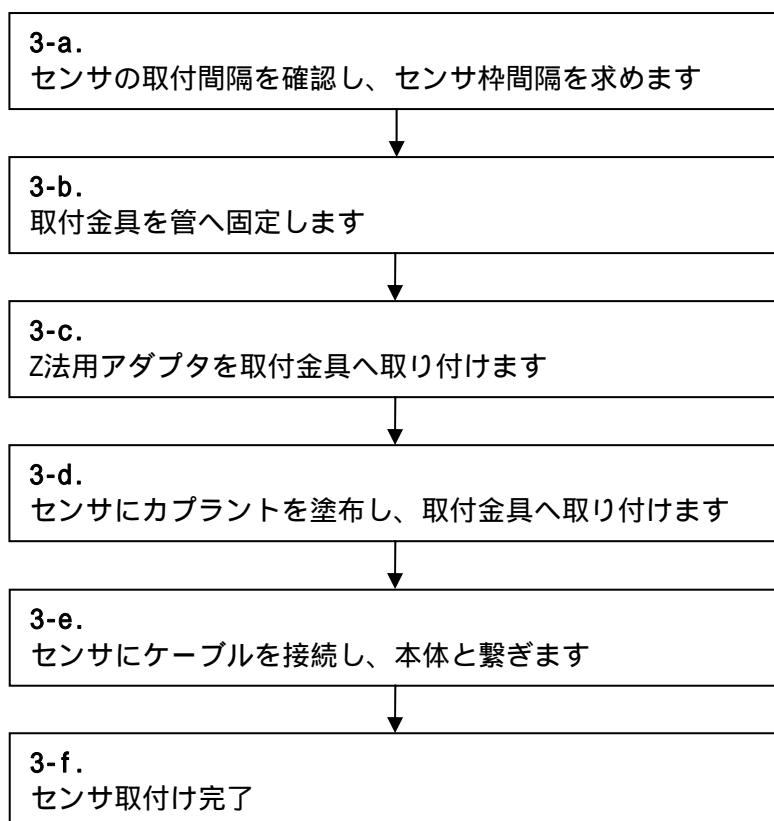 3-a.
センサの取付間隔を確認し、センサ枠間隔を求めます
3-b.
取付金具を管へ固定します
3-c.
Z法用アダプタを取付金具へ取り付けます
3-d.
センサにカプラントを塗布し、取付金具へ取り付けます
3-e.
センサにケーブルを接続し、本体と繋ぎます
3-f.
センサ取付け完了